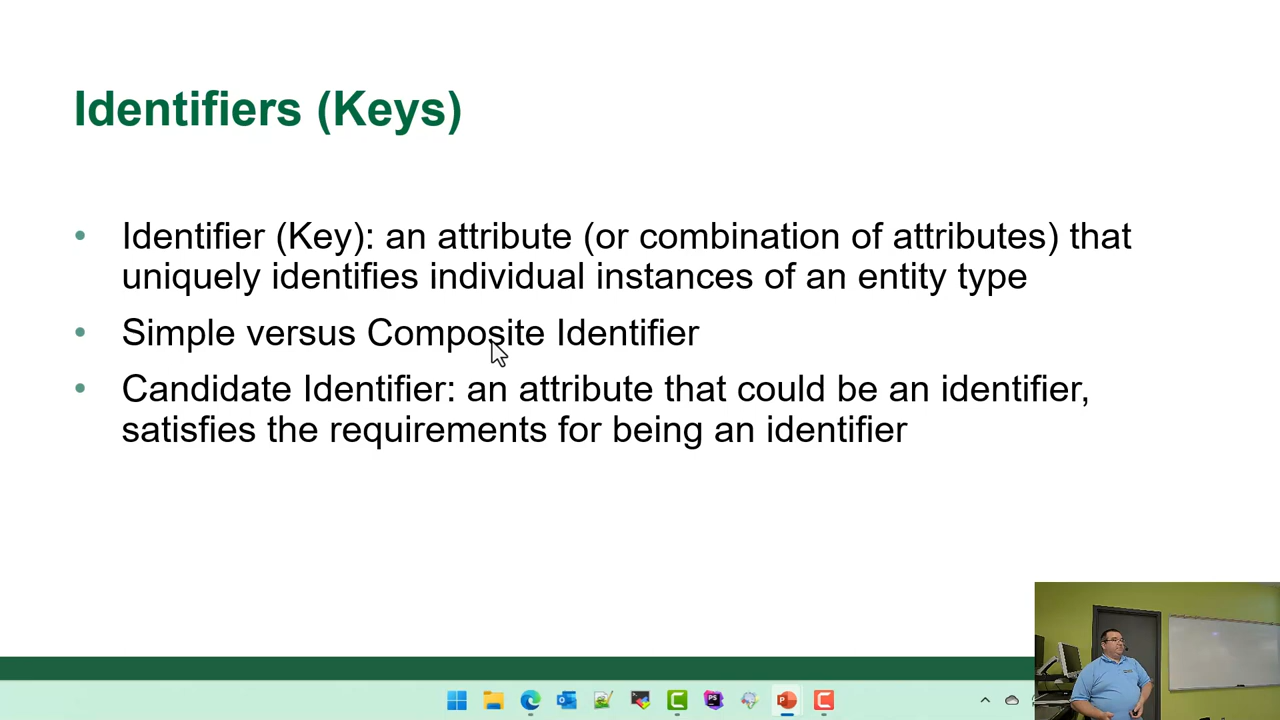 Identifiers (Keys)
• Identifier (Key): an attribute (or combination of attributes) that
uniquely identifies individual instances of an entity type
• Simple versus Composite Identifier
• Candidate Identifier: an attribute that could be an identifier,
satisfies the requirements for being an identifier
PS